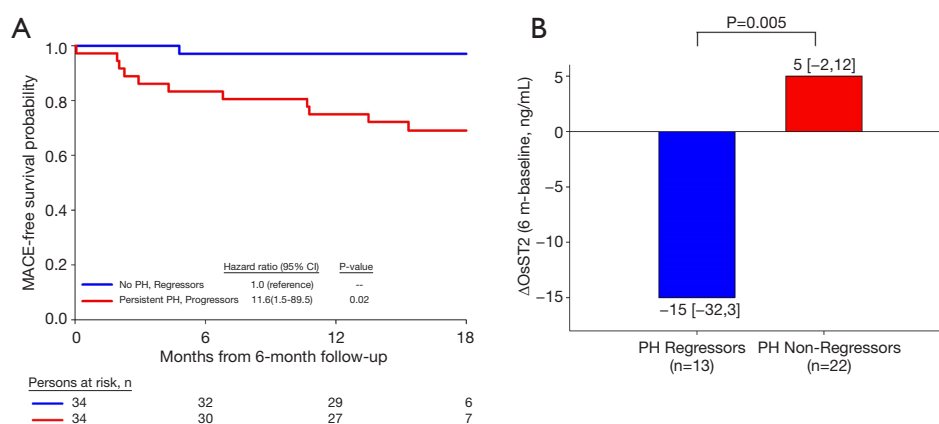 A
MACE-free survival probability
1.0
0.8
0.6
0.4
0.2
0.0
Hazard ratio (95% CI) P-value
No PH, Regressors 1.0 (reference) --
Persistent PH, Progressors 11.6(1.5-89.5) 0.02
0 6 12 18
Months from 6-month follow-up
Persons at risk, n
34 32 29 6
34 30 27 7
B
P=0.005
ΔOsST2 (6 m-baseline, ng/mL)
5
0
−5
−10
−15
5 [−2,12]
−15 [−32,3]
PH Regressors PH Non-Regressors
(n=13) (n=22)